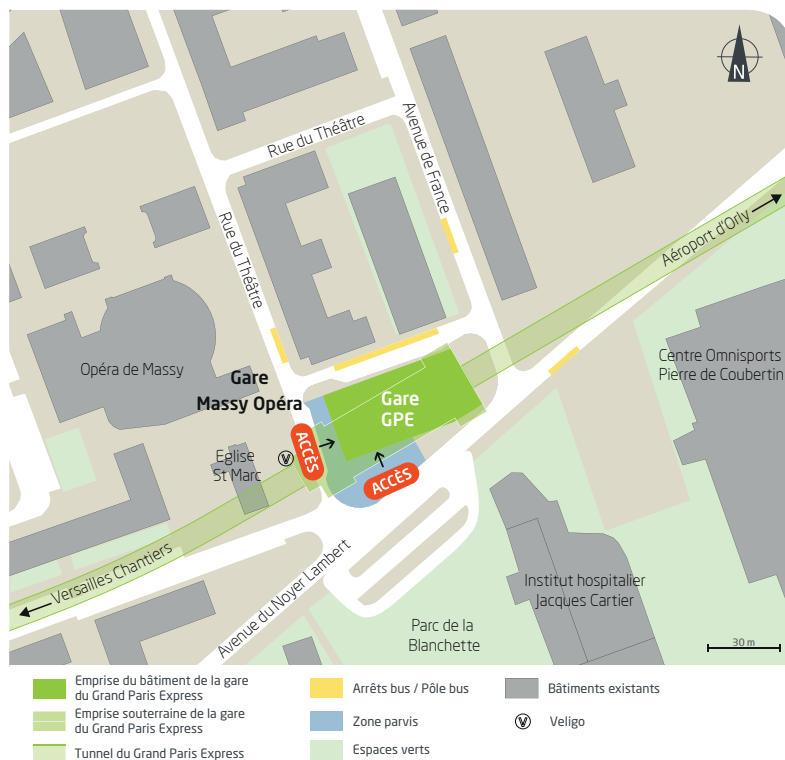 N
Rue du Théâtre
Avenue de France
Rue du Théâtre
Aéroport d'Orly
Opéra de Massy
Centre Omnisports
Pierre de Coubertin
Gare
Massy Opéra
Gare
GPE
ACCÈS
ACCÈS
Eglise
St Marc
V
Versailles Chantiers
Avenue du Noyer Lambert
Institut hospitalier
Jacques Cartier
Parc de la
Blanchette
30 m
Emprise du bâtiment de la gare
du Grand Paris Express
Emprise souterraine de la gare
du Grand Paris Express
Tunnel du Grand Paris Express
Arrêts bus / Pôle bus
Zone parvis
Espaces verts
Bâtiments existants
V
Veligo